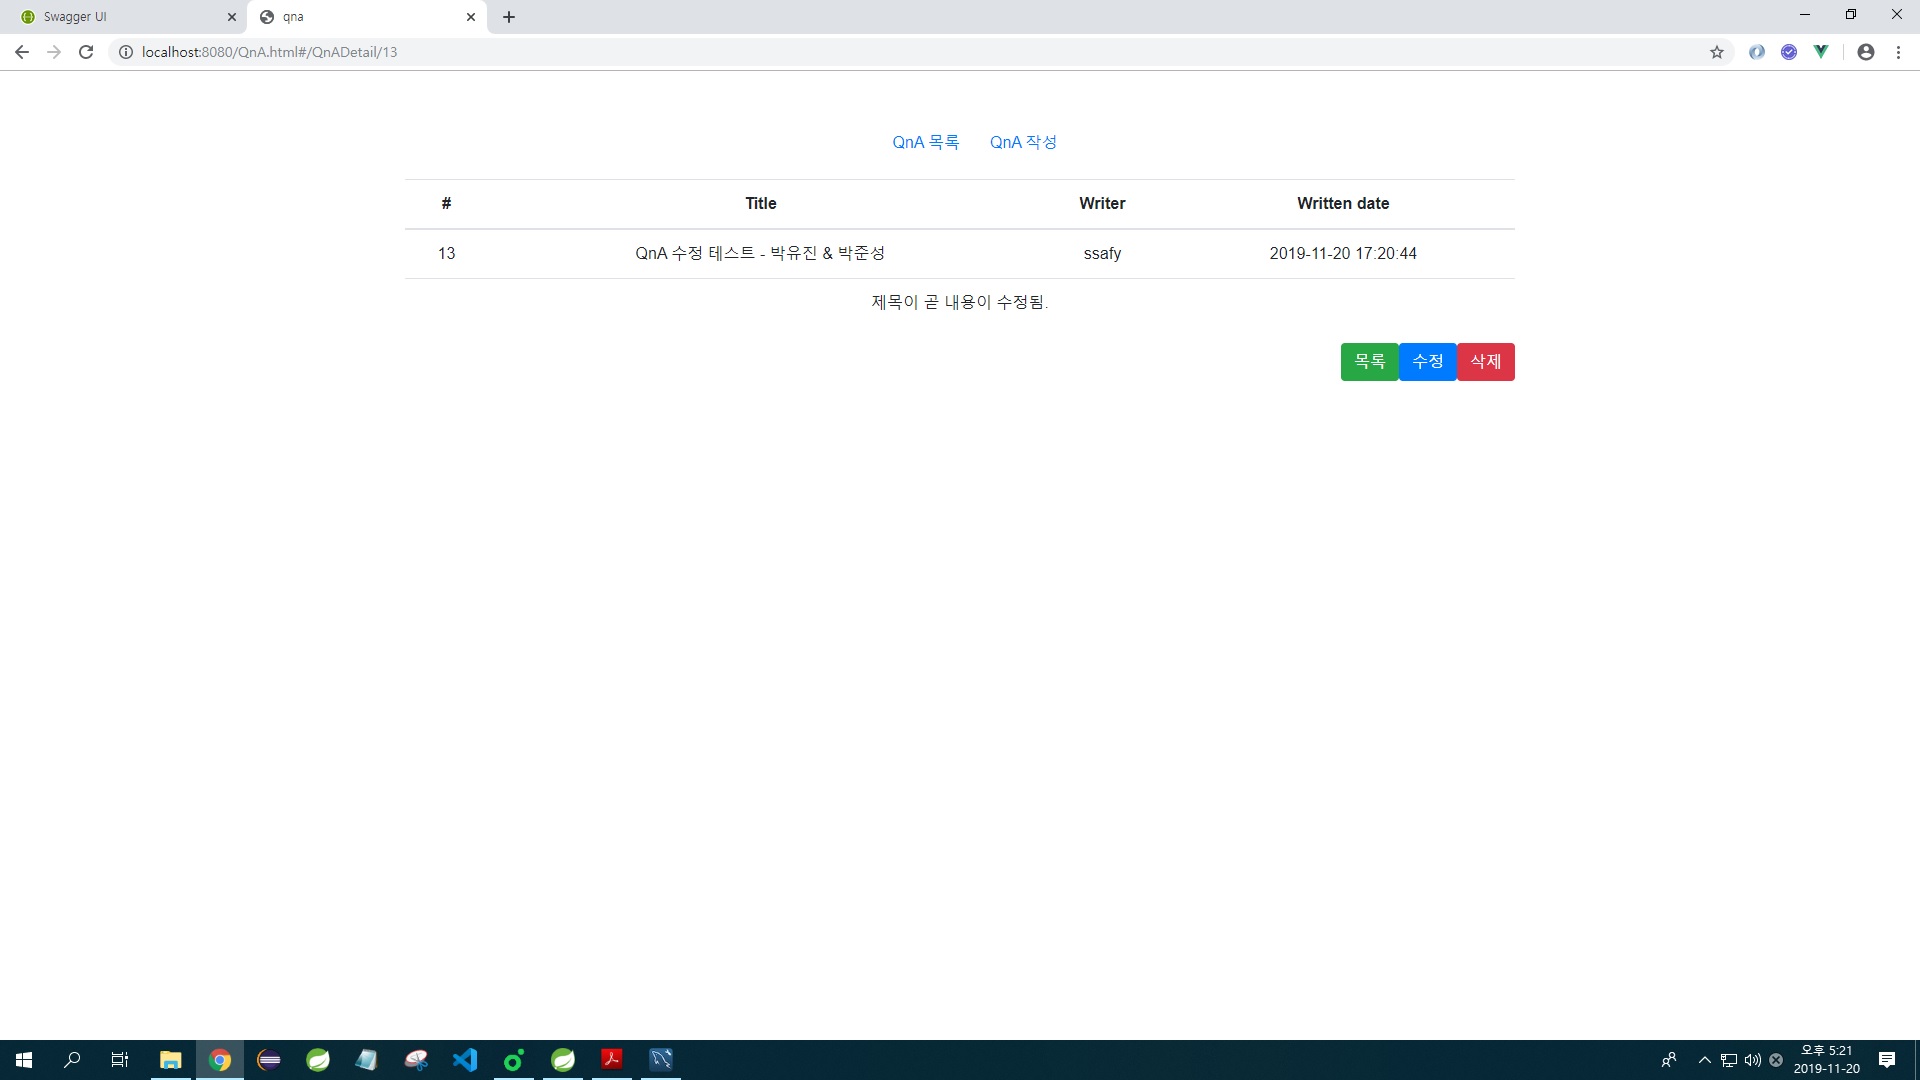 Swagger UI
qna
localhost:8080/QnA.html#/QnADetail/13
QnA 목록 QnA 작성
# Title Writer Written date
13 QnA 수정 테스트 - 박유진 & 박준성 ssafy 2019-11-20 17:20:44
제목이 곧 내용이 수정됨.
목록 수정 삭제
오후 5:21
2019-11-20